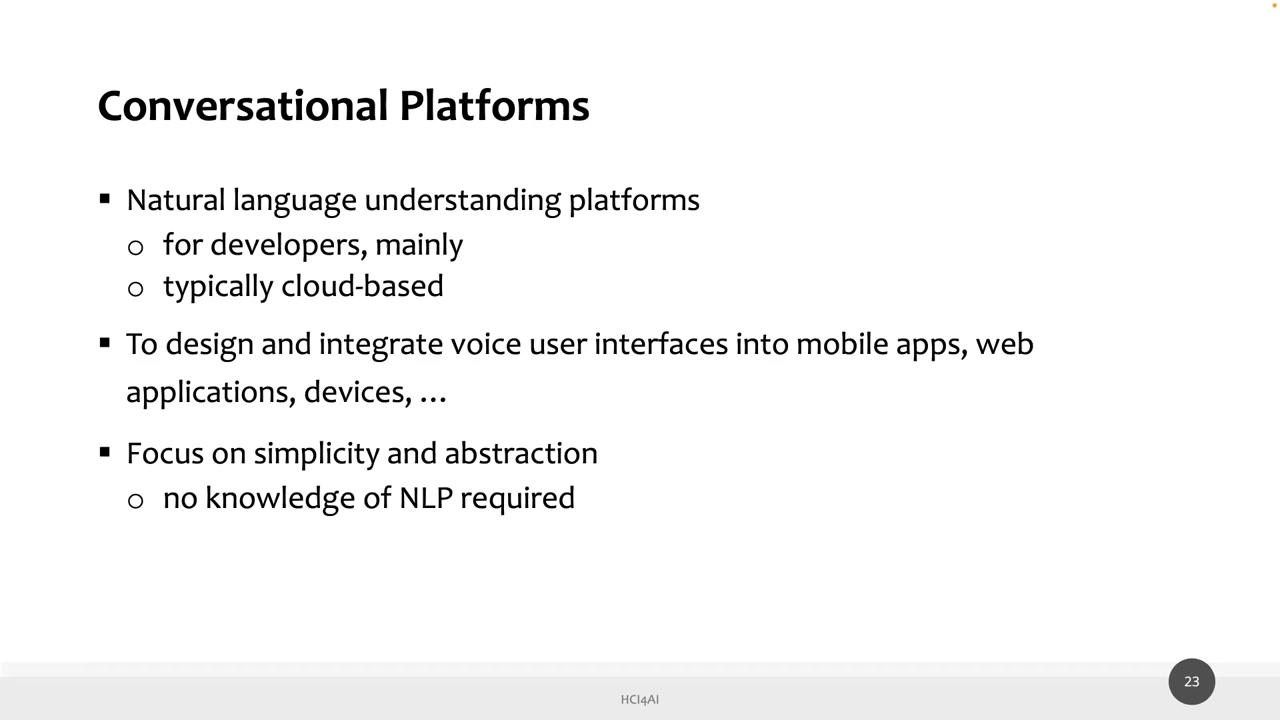 Conversational Platforms
▪ Natural language understanding platforms
o for developers, mainly
o typically cloud-based
▪ To design and integrate voice user interfaces into mobile apps, web
applications, devices, …
▪ Focus on simplicity and abstraction
o no knowledge of NLP required
HCI4AI
23